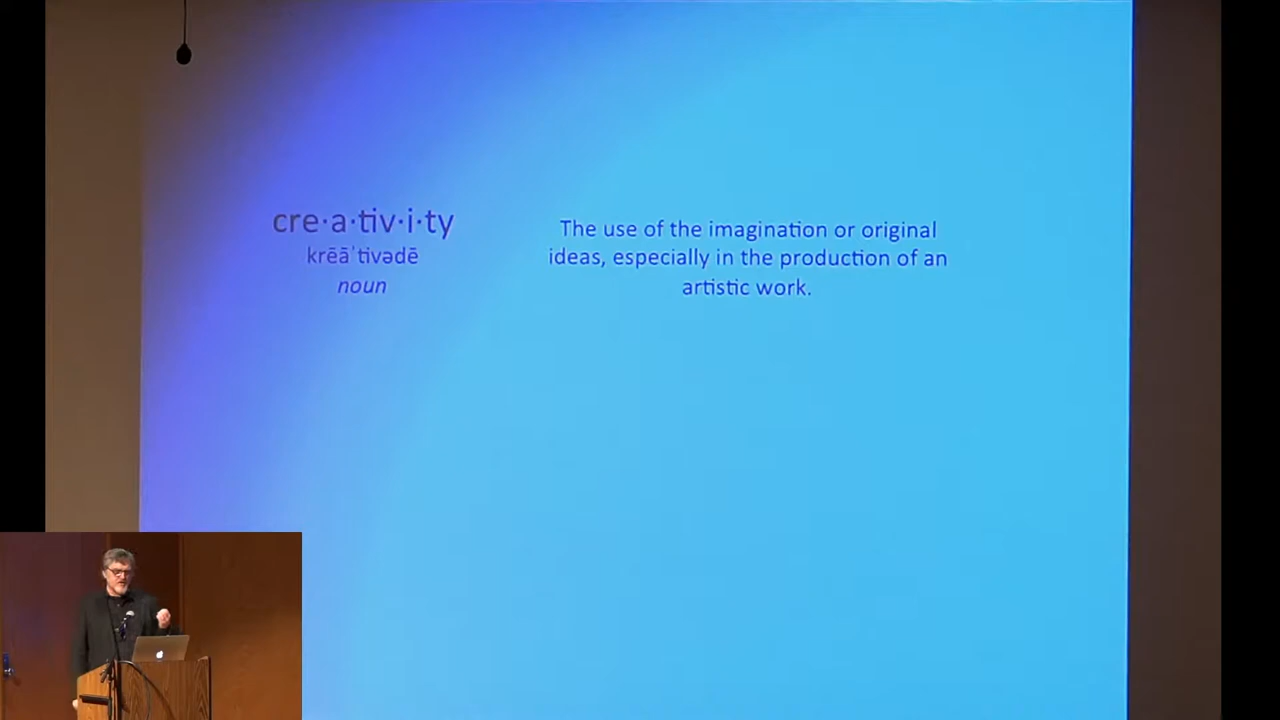 cre·a·tiv·i·ty
krēāˈtivədē
noun
The use of the imagination or original
ideas, especially in the production of an
artistic work.